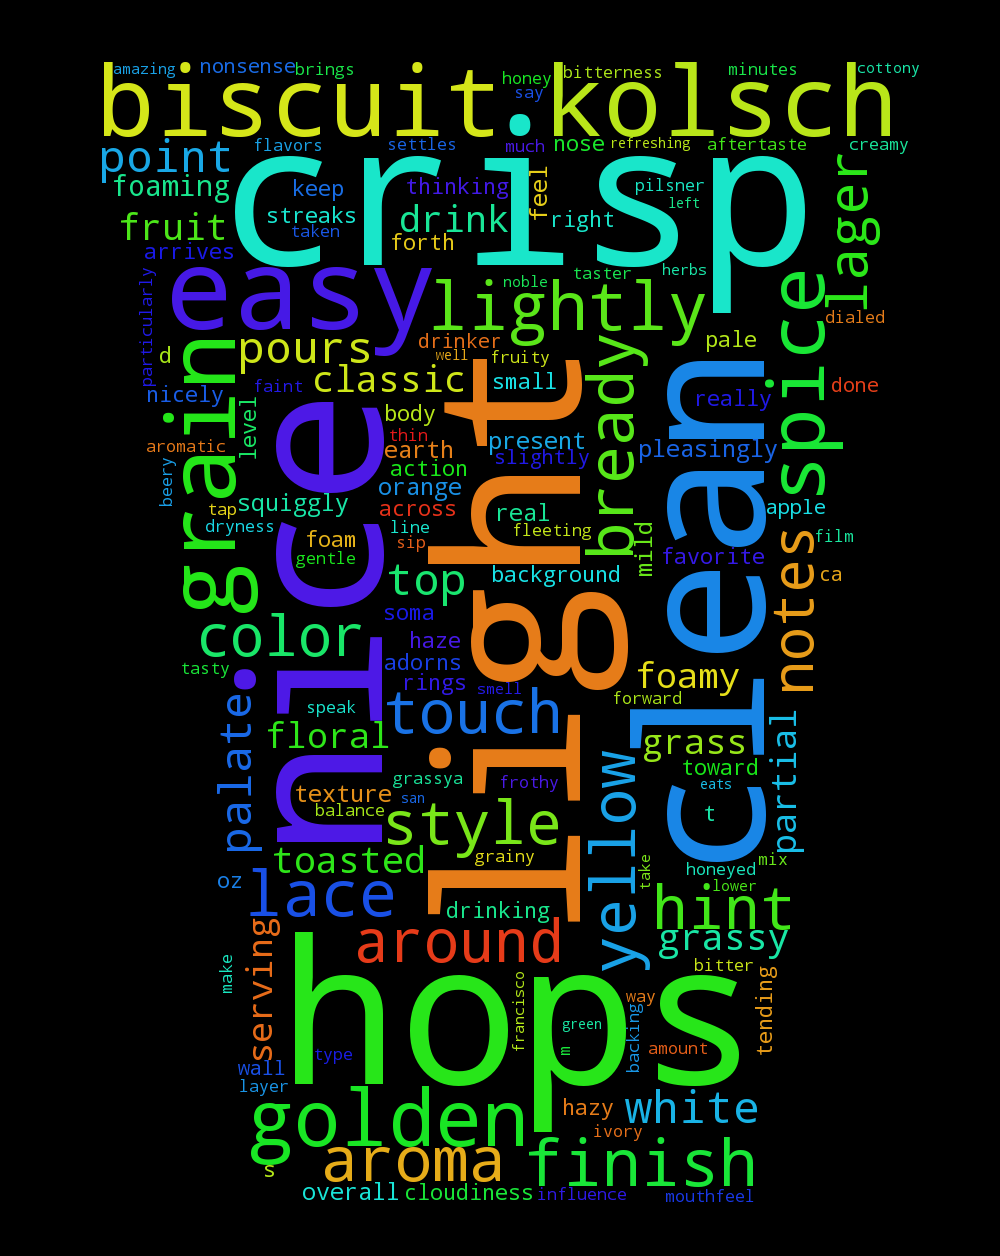 amazing nonsense brings honey bitterness minutes cottony
biscuit say kolsch
point flavors settles much nose refreshing aftertaste creamy
crisp
foaming keep thinking feel pilsner left lager
fruit streaks taken drink forth right
arrives easy noble taster herbs
particularly lightly spice dialed
d pours drinker well fruity pale
nicely faint classic small bready really done
grain level nice body thin light clean
aromatic earth present slightly pleasingly
beery action
tap squiggly orange across real apple
dryness line fleeting notes film
foam sip mild favorite
gentle top background ca
soma
color haze
tasty adorns foamy
palate rings smell forward
speak touch
floral grass partial
grassya frothy yellow toward
texture san eats
balance style t
toasted grainy take mix
oz honeyed
lace drinking hint lower
around grassy
make serving bitter tending
hops francisco way
green backing
type m amount
wall
layer
golden hazy white
ivory
s aroma finish
overall cloudiness influence mouthfeel